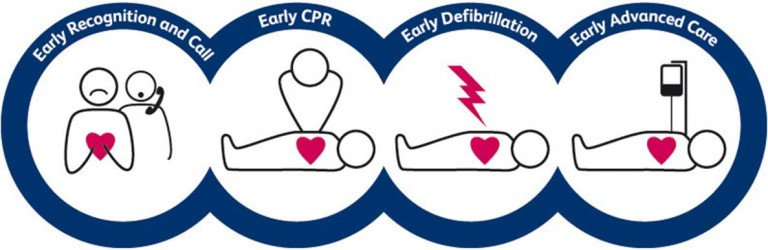 Early Recognition and Call
Early CPR
Early Defibrillation
Early Advanced Care